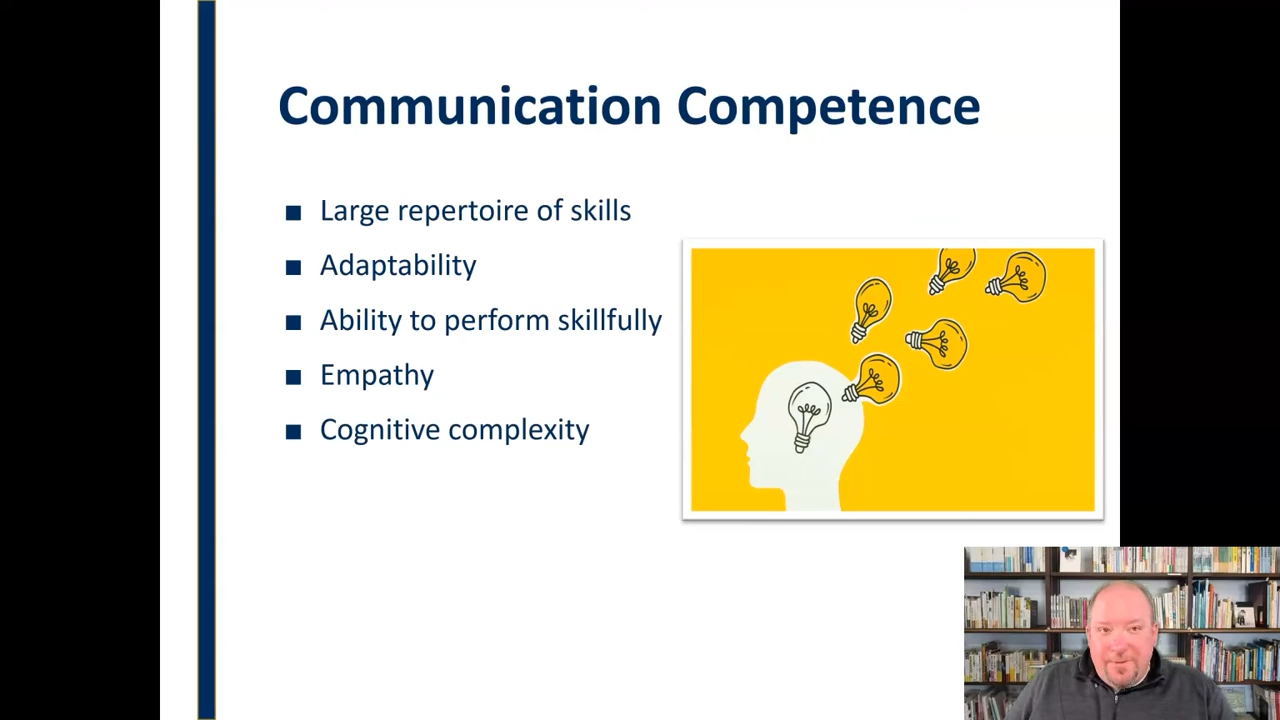 Communication Competence
Large repertoire of skills
Adaptability
Ability to perform skillfully
Empathy
Cognitive complexity